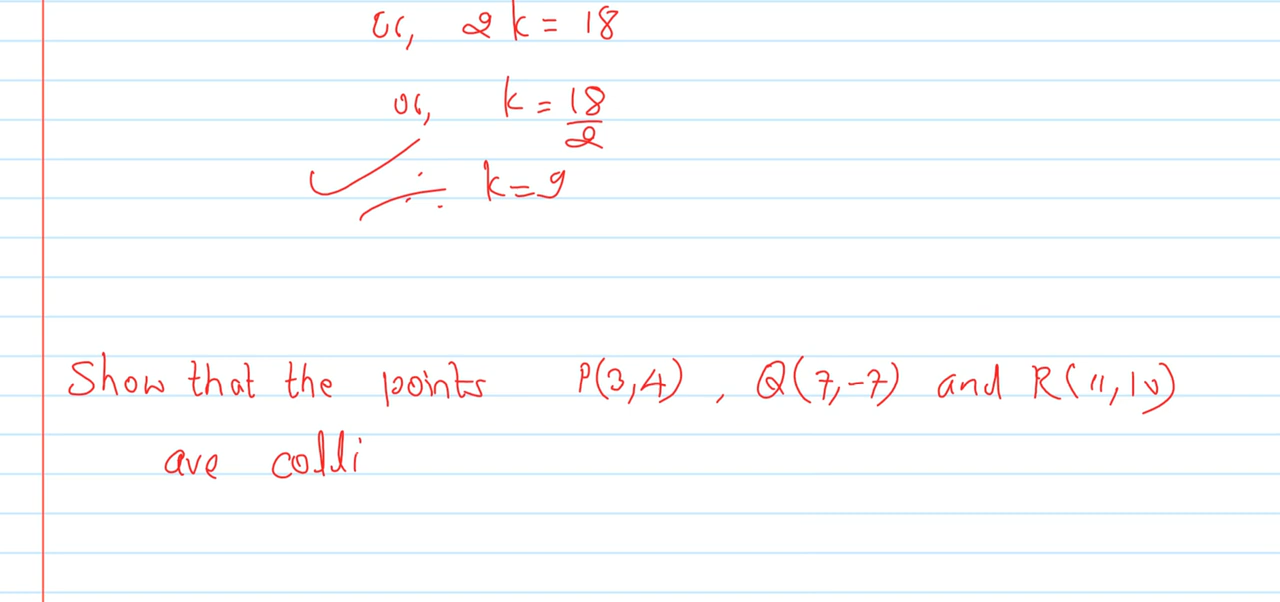 or, 2k = 18
or, k = 18/2
∴ k = 9
Show that the points P(3,4), Q(7,-7) and R(11,10)
are colli